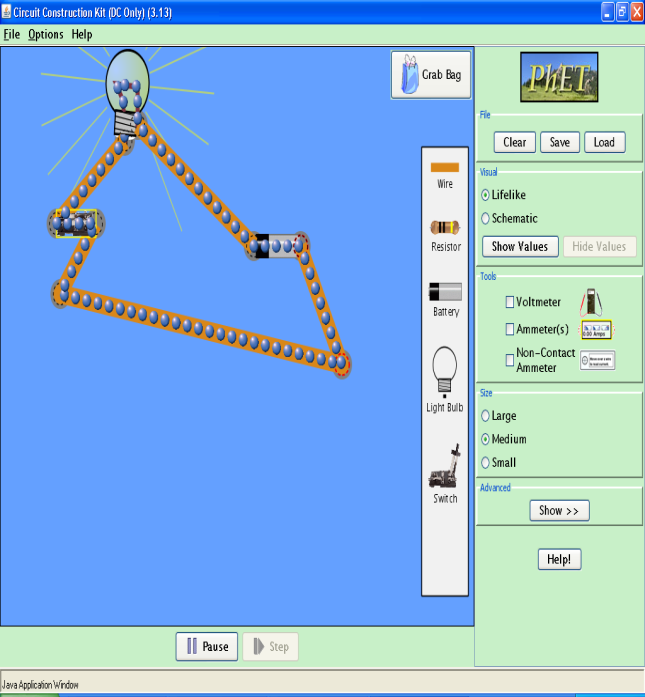 Circuit Construction Kit (DC Only) (3.13)
File Options Help
Grab Bag
Wire
Resistor
Battery
Light Bulb
Switch
PhET
File
Clear Save Load
Visual
Lifelike
Schematic
Show Values Hide Values
Tools
Voltmeter
Ammeter(s)
0.00 Amps
Non-Contact
Ammeter
Size
Large
Medium
Small
Advanced
Show >>
Help!
Pause Step
Java Application Window